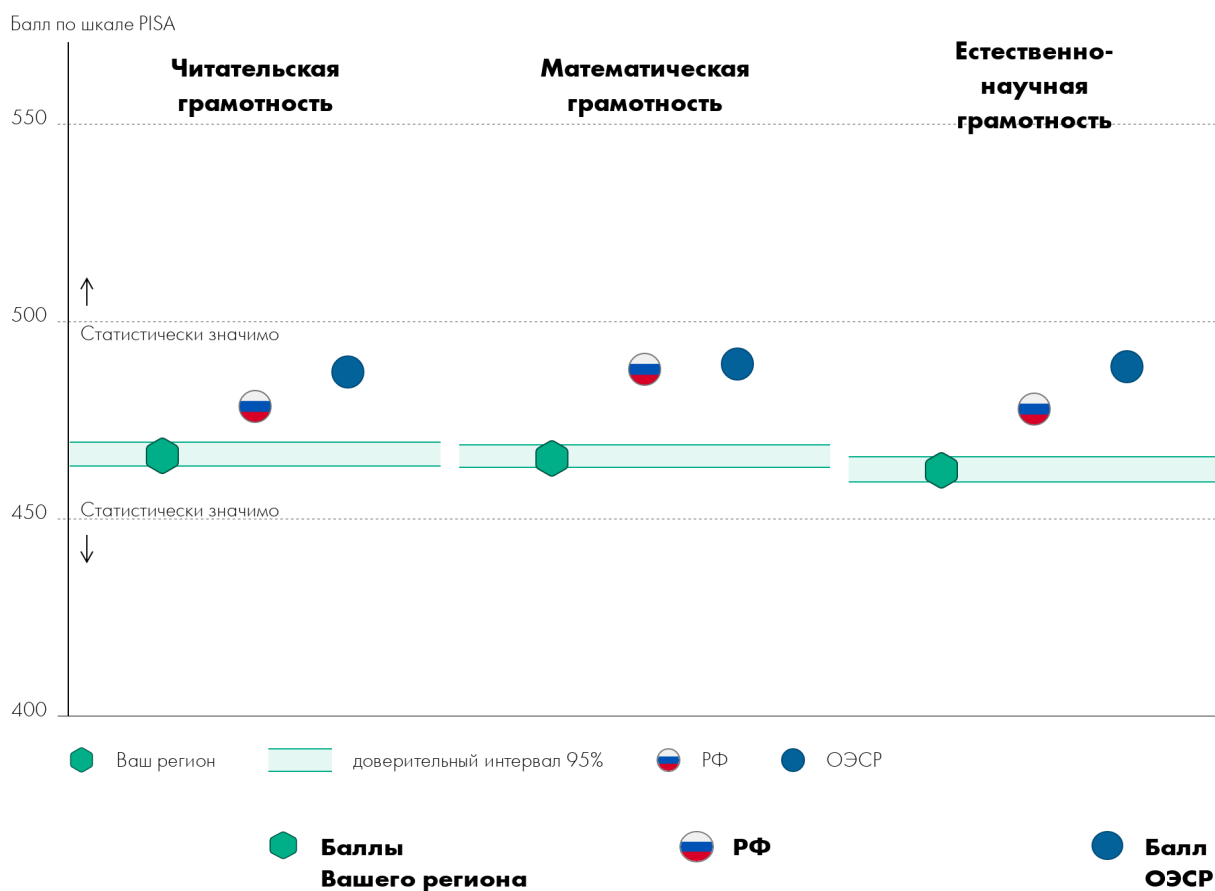 Балл по шкале PISA
Читательская
грамотность
Математическая
грамотность
Естественно-
научная
грамотность
550
500
Статистически значимо
450
Статистически значимо
400
Ваш регион
доверительный интервал 95%
РФ
ОЭСР
Баллы
Вашего региона
РФ
Балл
ОЭСР